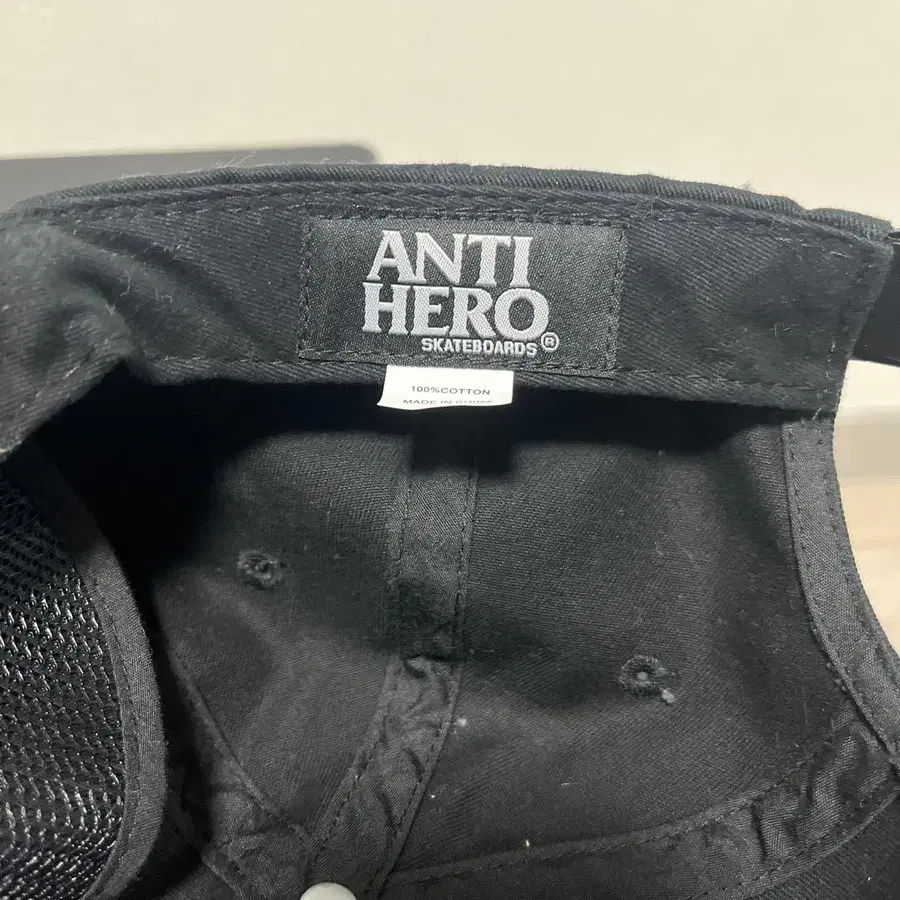 ANTI
HERO
SKATEBOARDS®
100%COTTON
MADE IN CHINA